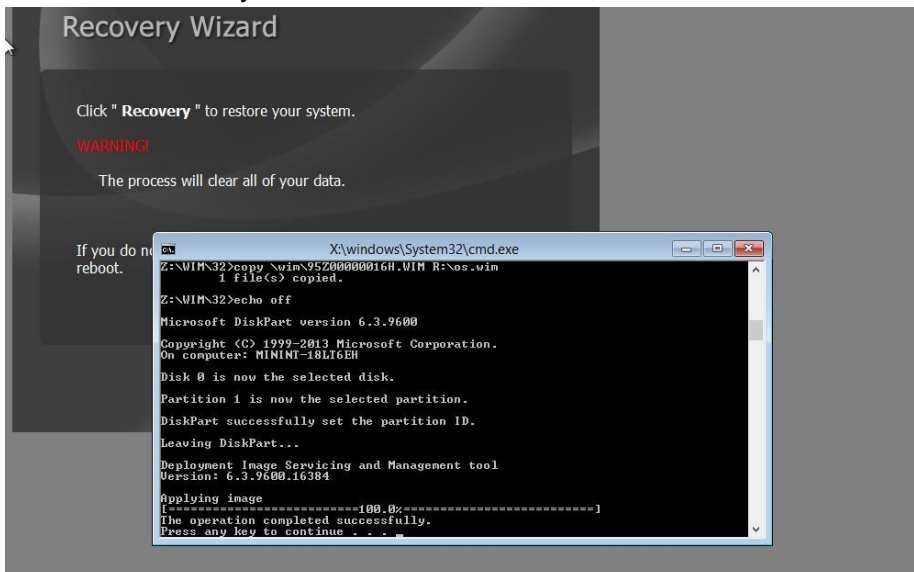 Recovery Wizard
Click " Recovery " to restore your system.
WARNING!
The process will clear all of your data.
If you do no
reboot.
X:\windows\System32\cmd.exe
Z:\WIM\32>copy \wim\95Z00000016H.WIM R:\os.wim
1 file(s) copied.
Z:\WIM\32>echo off
Microsoft DiskPart version 6.3.9600
Copyright (C) 1999-2013 Microsoft Corporation.
On computer: MININT-18LT6EH
Disk 0 is now the selected disk.
Partition 1 is now the selected partition.
DiskPart successfully set the partition ID.
Leaving DiskPart...
Deployment Image Servicing and Management tool
Version: 6.3.9600.16384
Applying image
[==========================100.0%==========================]
The operation completed successfully.
Press any key to continue . . . _